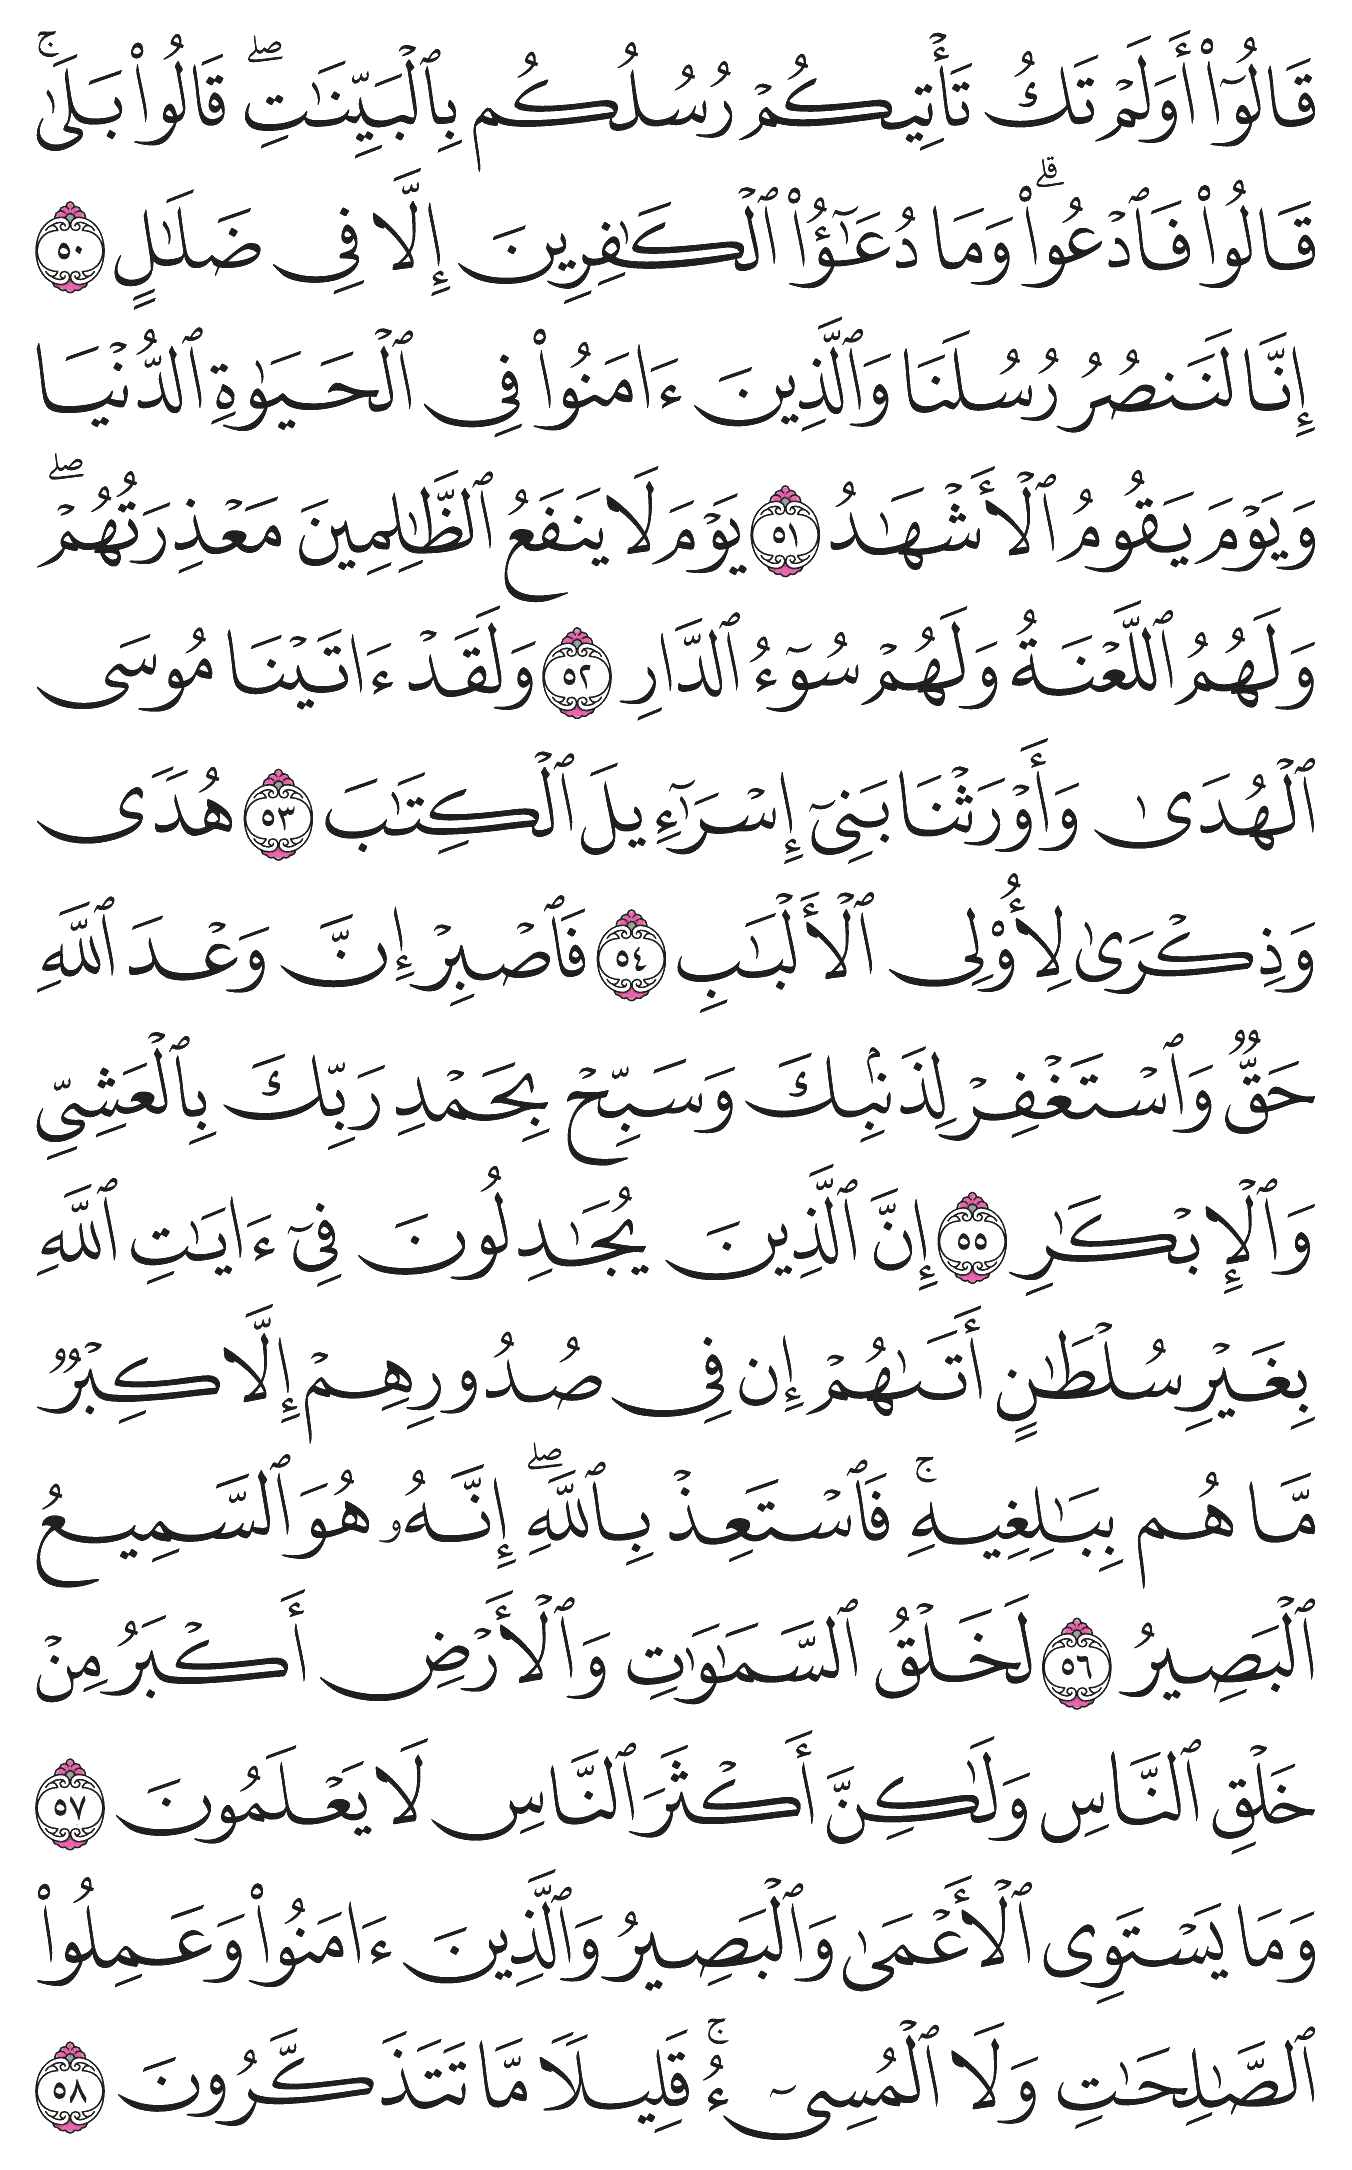 قَالُوٓا۟ أَوَلَمْ تَكُ تَأْتِيكُمْ رُسُلُكُم بِٱلْبَيِّنَـٰتِ ۖ قَالُوا۟ بَلَىٰ ۚ
قَالُوا۟ فَٱدْعُوا۟ ۗ وَمَا دُعَـٰٓؤُا۟ ٱلْكَـٰفِرِينَ إِلَّا فِى ضَلَـٰلٍ ٥٠
إِنَّا لَنَنصُرُ رُسُلَنَا وَٱلَّذِينَ ءَامَنُوا۟ فِى ٱلْحَيَوٰةِ ٱلدُّنْيَا
وَيَوْمَ يَقُومُ ٱلْأَشْهَـٰدُ ٥١ يَوْمَ لَا يَنفَعُ ٱلظَّـٰلِمِينَ مَعْذِرَتُهُمْ ۖ
وَلَهُمُ ٱللَّعْنَةُ وَلَهُمْ سُوٓءُ ٱلدَّارِ ٥٢ وَلَقَدْ ءَاتَيْنَا مُوسَى
ٱلْهُدَىٰ وَأَوْرَثْنَا بَنِىٓ إِسْرَٰٓءِيلَ ٱلْكِتَـٰبَ ٥٣ هُدًى
وَذِكْرَىٰ لِأُو۟لِى ٱلْأَلْبَـٰبِ ٥٤ فَٱصْبِرْ إِنَّ وَعْدَ ٱللَّهِ
حَقٌّ وَٱسْتَغْفِرْ لِذَنۢبِكَ وَسَبِّحْ بِحَمْدِ رَبِّكَ بِٱلْعَشِىِّ
وَٱلْإِبْكَـٰرِ ٥٥ إِنَّ ٱلَّذِينَ يُجَـٰدِلُونَ فِىٓ ءَايَـٰتِ ٱللَّهِ
بِغَيْرِ سُلْطَـٰنٍ أَتَىٰهُمْ إِن فِى صُدُورِهِمْ إِلَّا كِبْرٌ
مَّا هُم بِبَـٰلِغِيهِ ۚ فَٱسْتَعِذْ بِٱللَّهِ ۖ إِنَّهُۥ هُوَ ٱلسَّمِيعُ
ٱلْبَصِيرُ ٥٦ لَخَلْقُ ٱلسَّمَـٰوَٰتِ وَٱلْأَرْضِ أَكْبَرُ مِنْ
خَلْقِ ٱلنَّاسِ وَلَـٰكِنَّ أَكْثَرَ ٱلنَّاسِ لَا يَعْلَمُونَ ٥٧
وَمَا يَسْتَوِى ٱلْأَعْمَىٰ وَٱلْبَصِيرُ وَٱلَّذِينَ ءَامَنُوا۟ وَعَمِلُوا۟
ٱلصَّـٰلِحَـٰتِ وَلَا ٱلْمُسِىٓءُ ۚ قَلِيلًا مَّا تَتَذَكَّرُونَ ٥٨